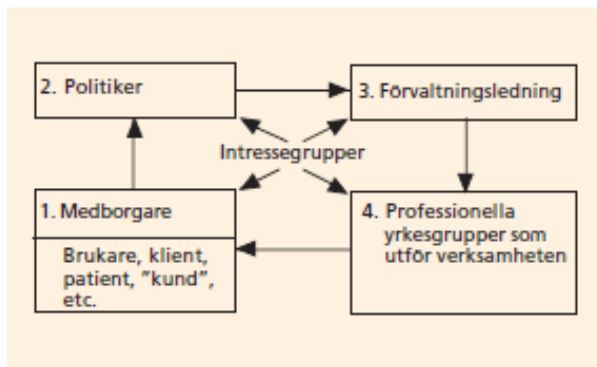 2. Politiker
3. Förvaltningsledning
Intressegrupper
1. Medborgare
Brukare, klient,
patient, ”kund”,
etc.
4. Professionella
yrkesgrupper som
utför verksamheten